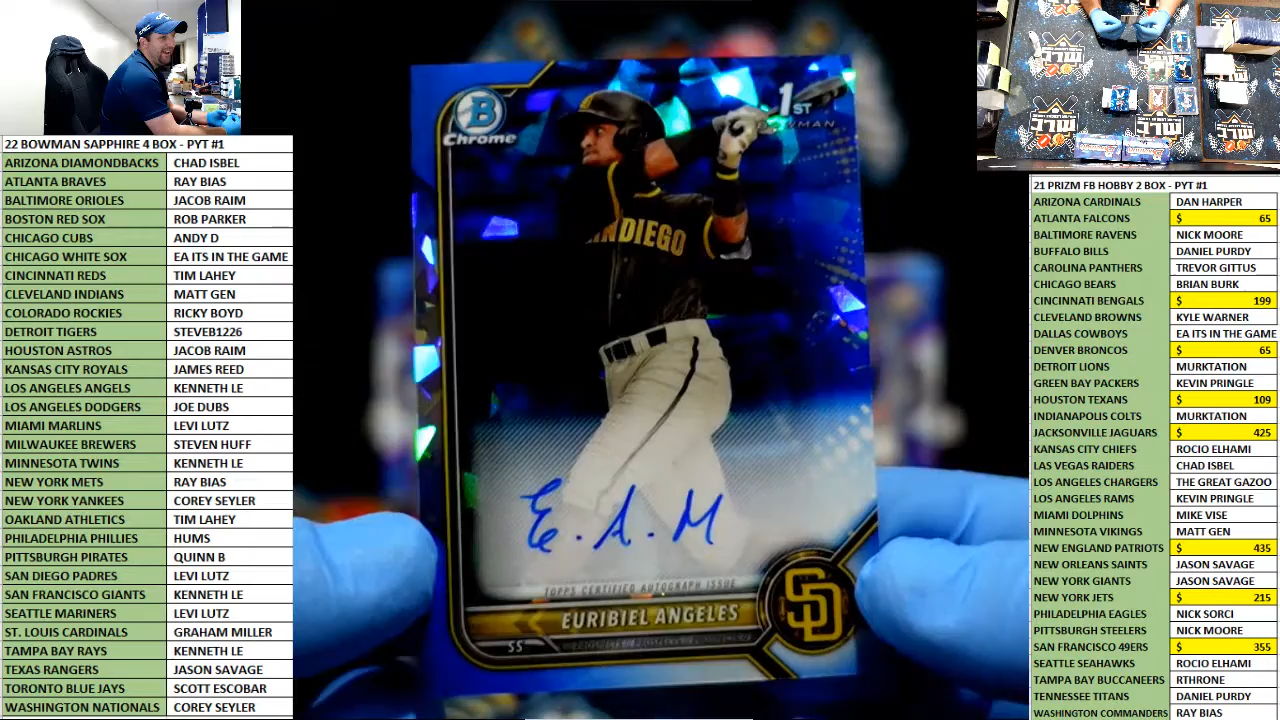 22 BOWMAN SAPPHIRE 4 BOX - PYT #1
ARIZONA DIAMONDBACKS CHAD ISBEL
ATLANTA BRAVES RAY BIAS
BALTIMORE ORIOLES JACOB RAIM
BOSTON RED SOX ROB PARKER
CHICAGO CUBS ANDY D
CHICAGO WHITE SOX EA ITS IN THE GAME
CINCINNATI REDS TIM LAHEY
CLEVELAND INDIANS MATT GEN
COLORADO ROCKIES RICKY BOYD
DETROIT TIGERS STEVEB1226
HOUSTON ASTROS JACOB RAIM
KANSAS CITY ROYALS JAMES REED
LOS ANGELES ANGELS KENNETH LE
LOS ANGELES DODGERS JOE DUBS
MIAMI MARLINS LEVI LUTZ
MILWAUKEE BREWERS STEVEN HUFF
MINNESOTA TWINS KENNETH LE
NEW YORK METS RAY BIAS
NEW YORK YANKEES COREY SEYLER
OAKLAND ATHLETICS TIM LAHEY
PHILADELPHIA PHILLIES HUMS
PITTSBURGH PIRATES QUINN B
SAN DIEGO PADRES LEVI LUTZ
SAN FRANCISCO GIANTS KENNETH LE
SEATTLE MARINERS LEVI LUTZ
ST. LOUIS CARDINALS GRAHAM MILLER
TAMPA BAY RAYS KENNETH LE
TEXAS RANGERS JASON SAVAGE
TORONTO BLUE JAYS SCOTT ESCOBAR
WASHINGTON NATIONALS COREY SEYLER
B
Chrome
1ST
BOWMAN
SAN DIEGO
E. A. M
TOPPS CERTIFIED AUTOGRAPH ISSUE
EURIBIEL ANGELES
SS
SD
21 PRIZM FB HOBBY 2 BOX - PYT #1
ARIZONA CARDINALS DAN HARPER
ATLANTA FALCONS $ 65
BALTIMORE RAVENS NICK MOORE
BUFFALO BILLS DANIEL PURDY
CAROLINA PANTHERS TREVOR GITTUS
CHICAGO BEARS BRIAN BURK
CINCINNATI BENGALS $ 199
CLEVELAND BROWNS KYLE WARNER
DALLAS COWBOYS EA ITS IN THE GAME
DENVER BRONCOS $ 65
DETROIT LIONS MURKTATION
GREEN BAY PACKERS KEVIN PRINGLE
HOUSTON TEXANS $ 109
INDIANAPOLIS COLTS MURKTATION
JACKSONVILLE JAGUARS $ 425
KANSAS CITY CHIEFS ROCIO ELHAMI
LAS VEGAS RAIDERS CHAD ISBEL
LOS ANGELES CHARGERS THE GREAT GAZOO
LOS ANGELES RAMS KEVIN PRINGLE
MIAMI DOLPHINS MIKE VISE
MINNESOTA VIKINGS MATT GEN
NEW ENGLAND PATRIOTS $ 435
NEW ORLEANS SAINTS JASON SAVAGE
NEW YORK GIANTS JASON SAVAGE
NEW YORK JETS $ 215
PHILADELPHIA EAGLES NICK SORCI
PITTSBURGH STEELERS NICK MOORE
SAN FRANCISCO 49ERS $ 355
SEATTLE SEAHAWKS ROCIO ELHAMI
TAMPA BAY BUCCANEERS RTHRONE
TENNESSEE TITANS DANIEL PURDY
WASHINGTON COMMANDERS RAY BIAS